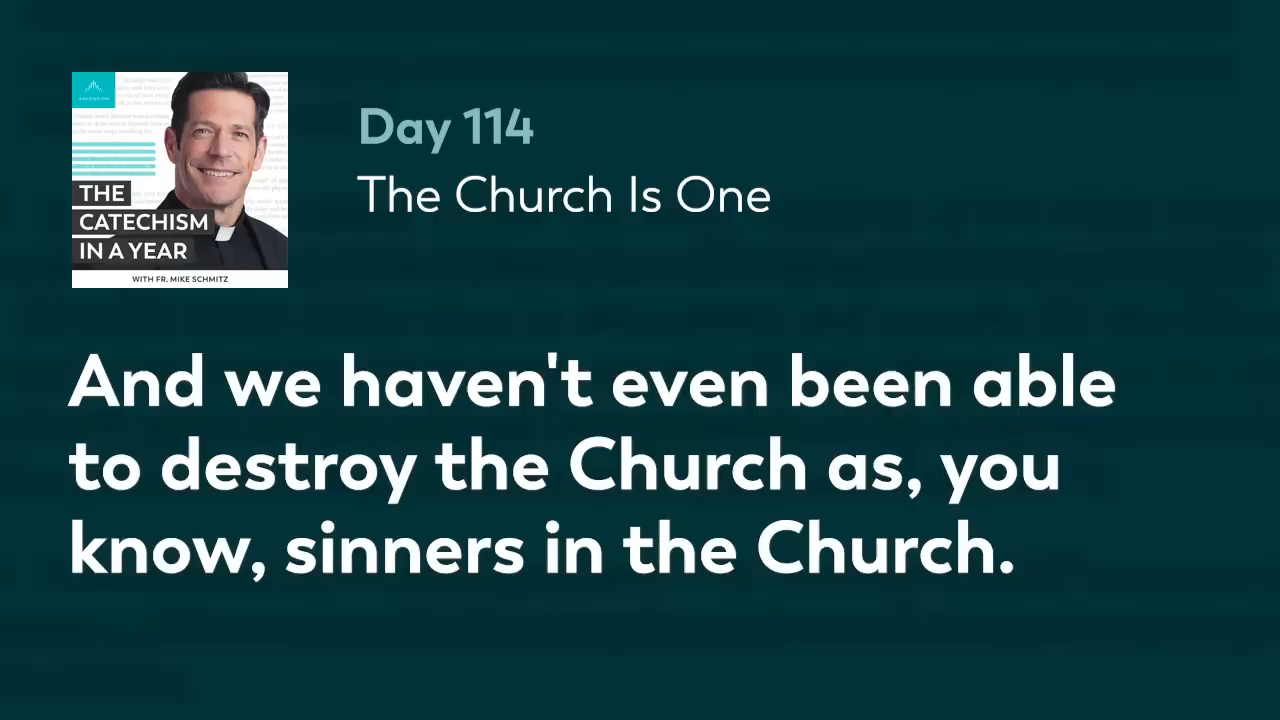 ASCENSION
THE
CATECHISM
IN A YEAR
WITH FR. MIKE SCHMITZ
Day 114
The Church Is One
And we haven't even been able
to destroy the Church as, you
know, sinners in the Church.